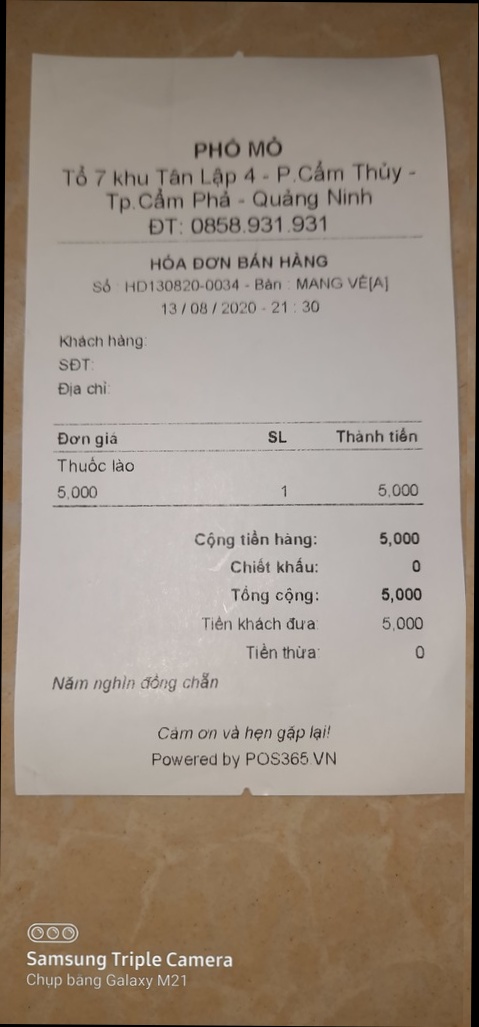 PHỐ MỎ
Tổ 7 khu Tân Lập 4 - P.Cẩm Thủy -
Tp.Cẩm Phả - Quảng Ninh
ĐT: 0858.931.931
HÓA ĐƠN BÁN HÀNG
Số : HD130820-0034 - Bàn : MANG VỀ[A]
13 / 08 / 2020 - 21 : 30
Khách hàng:
SĐT:
Địa chỉ:
Đơn giá SL Thành tiền
Thuốc lào
5,000 1 5,000
Cộng tiền hàng: 5,000
Chiết khấu: 0
Tổng cộng: 5,000
Tiền khách đưa: 5,000
Tiền thừa: 0
Năm nghìn đồng chẵn
Cảm ơn và hẹn gặp lại!
Powered by POS365.VN
Samsung Triple Camera
Chụp bằng Galaxy M21